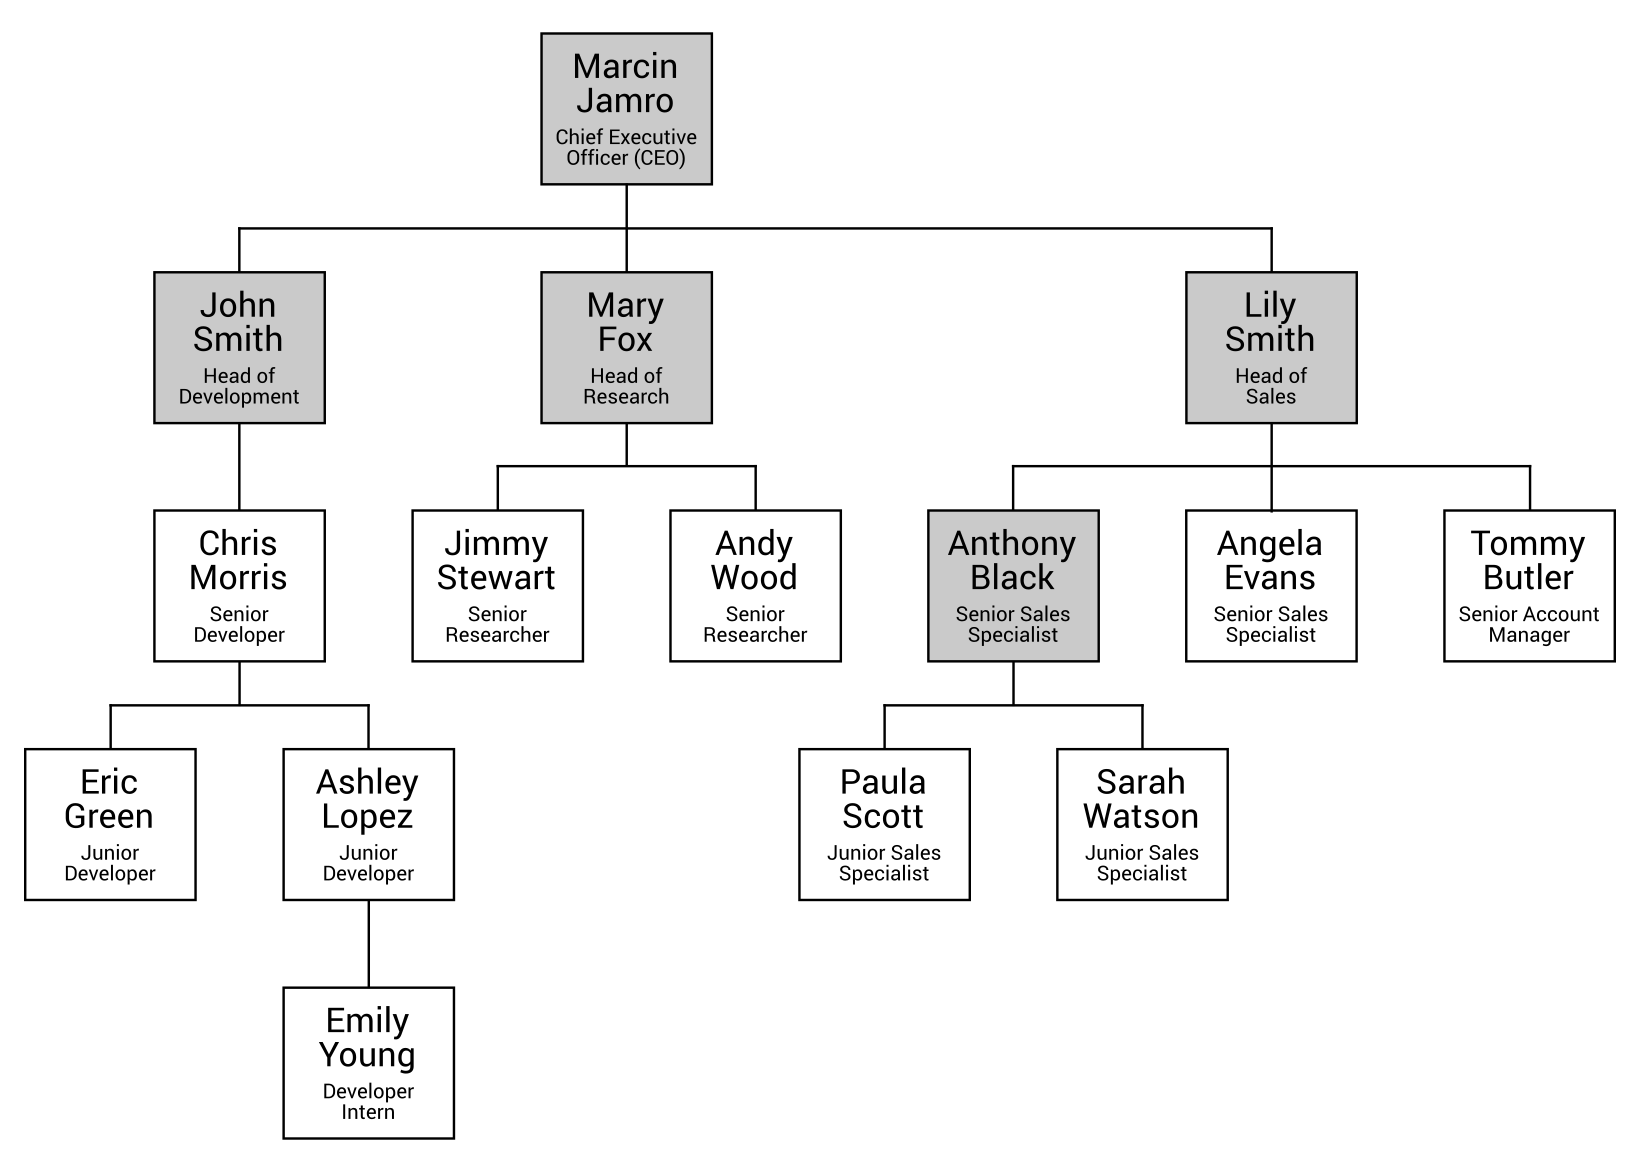 Marcin
Jamro
Chief Executive
Officer (CEO)
John
Smith
Head of
Development
Mary
Fox
Head of
Research
Lily
Smith
Head of
Sales
Chris
Morris
Senior
Developer
Jimmy
Stewart
Senior
Researcher
Andy
Wood
Senior
Researcher
Anthony
Black
Senior Sales
Specialist
Angela
Evans
Senior Sales
Specialist
Tommy
Butler
Senior Account
Manager
Eric
Green
Junior
Developer
Ashley
Lopez
Junior
Developer
Paula
Scott
Junior Sales
Specialist
Sarah
Watson
Junior Sales
Specialist
Emily
Young
Developer
Intern